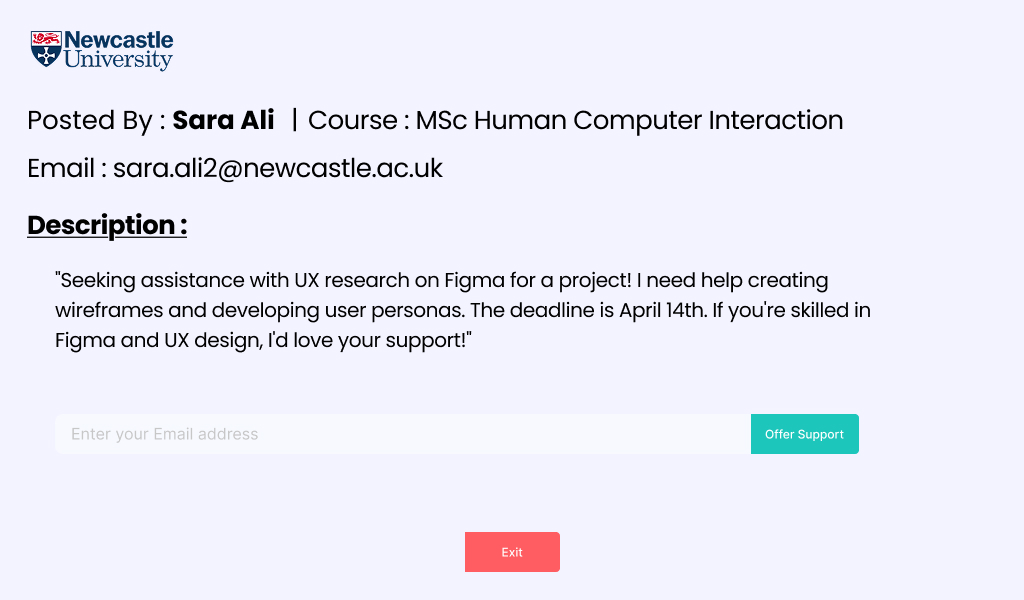 Newcastle
University
Posted By : Sara Ali | Course : MSc Human Computer Interaction
Email : sara.ali2@newcastle.ac.uk
Description :
"Seeking assistance with UX research on Figma for a project! I need help creating
wireframes and developing user personas. The deadline is April 14th. If you're skilled in
Figma and UX design, I'd love your support!"
Enter your Email address
Offer Support
Exit